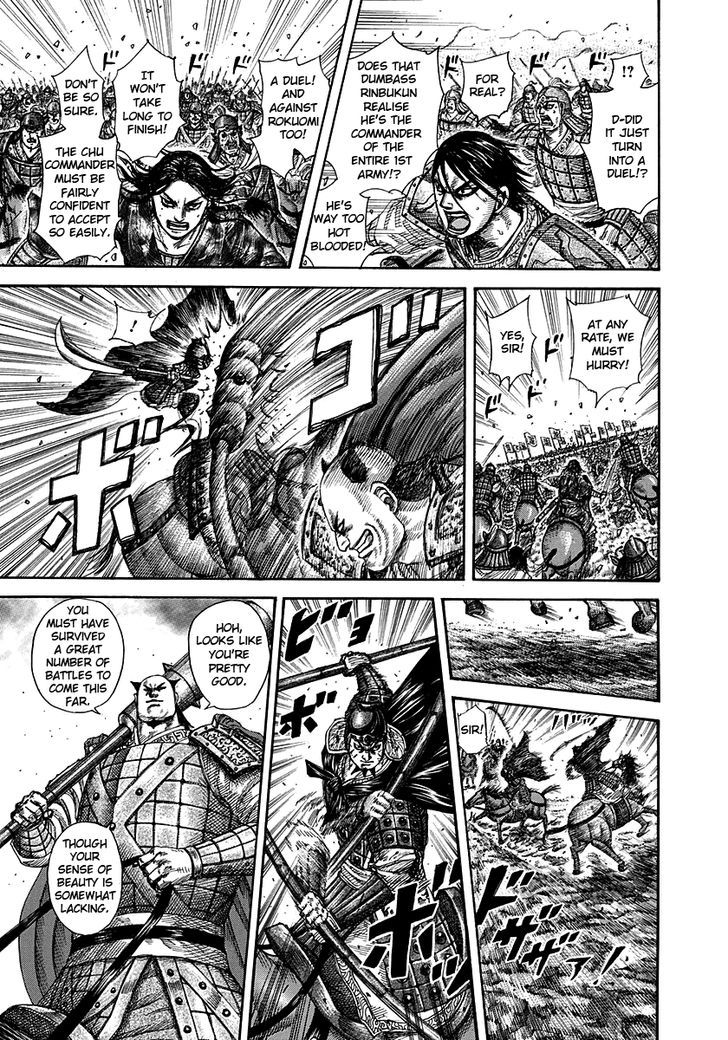 !?
D-DID
IT JUST
TURN
INTO A
DUEL!?
FOR
REAL?
DOES THAT
DUMBASS
RINBUKUN
REALISE
HE'S THE
COMMANDER
OF THE
ENTIRE 1ST
ARMY!?
HE'S
WAY TOO
HOT
BLOODED!
ド
ド
ド
A DUEL!
AND
AGAINST
ROKUOMI
TOO!
IT
WON'T
TAKE
LONG TO
FINISH!
DON'T
BE SO
SURE.
THE CHU
COMMANDER
MUST BE
FAIRLY
CONFIDENT
TO ACCEPT
SO EASILY.
AT ANY
RATE, WE
MUST
HURRY!
YES,
SIR!
ド
ド
ゴ
ボ
!
SIR!
ド
ザ
ザァ
ビョ
ボ
ボッ
HOH,
LOOKS LIKE
YOU'RE
PRETTY
GOOD.
YOU
MUST HAVE
SURVIVED
A GREAT
NUMBER OF
BATTLES TO
COME THIS
FAR.
THOUGH
YOUR
SENSE OF
BEAUTY IS
SOMEWHAT
LACKING.